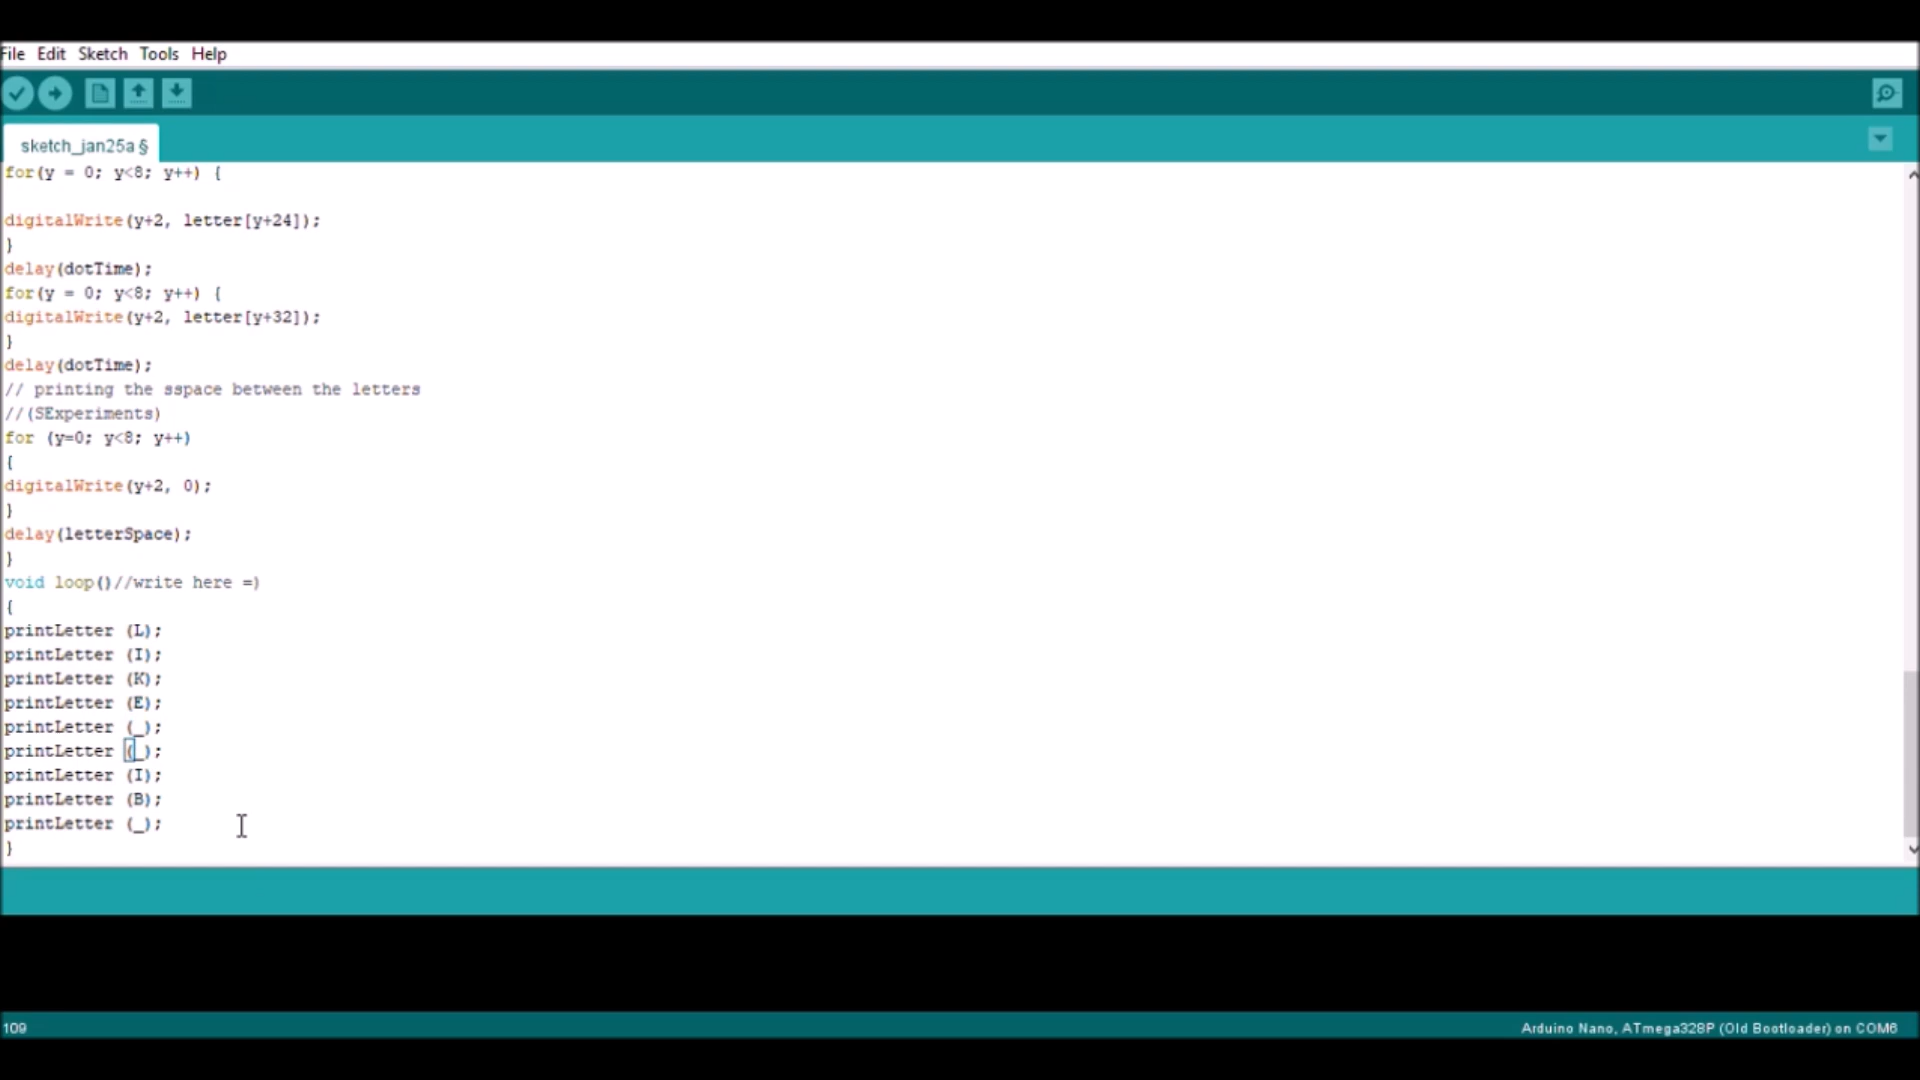 File Edit Sketch Tools Help
sketch_jan25a §
for(y = 0; y<8; y++) {
digitalWrite(y+2, letter[y+24]);
}
delay(dotTime);
for(y = 0; y<8; y++) {
digitalWrite(y+2, letter[y+32]);
}
delay(dotTime);
// printing the sspace between the letters
//(SExperiments)
for (y=0; y<8; y++)
{
digitalWrite(y+2, 0);
}
delay(letterSpace);
}
void loop()//write here =)
{
printLetter (L);
printLetter (I);
printLetter (K);
printLetter (E);
printLetter (_);
printLetter (_);
printLetter (I);
printLetter (B);
printLetter (_);
}
109
Arduino Nano, ATmega328P (Old Bootloader) on COM6